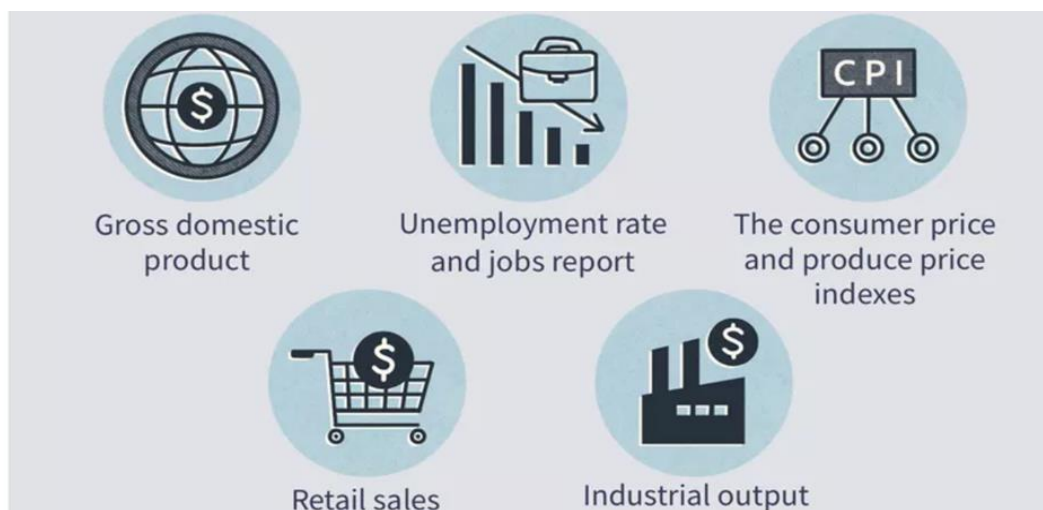 $
CPI
Gross domestic
product
Unemployment rate
and jobs report
The consumer price
and produce price
indexes
$
$
Retail sales
Industrial output